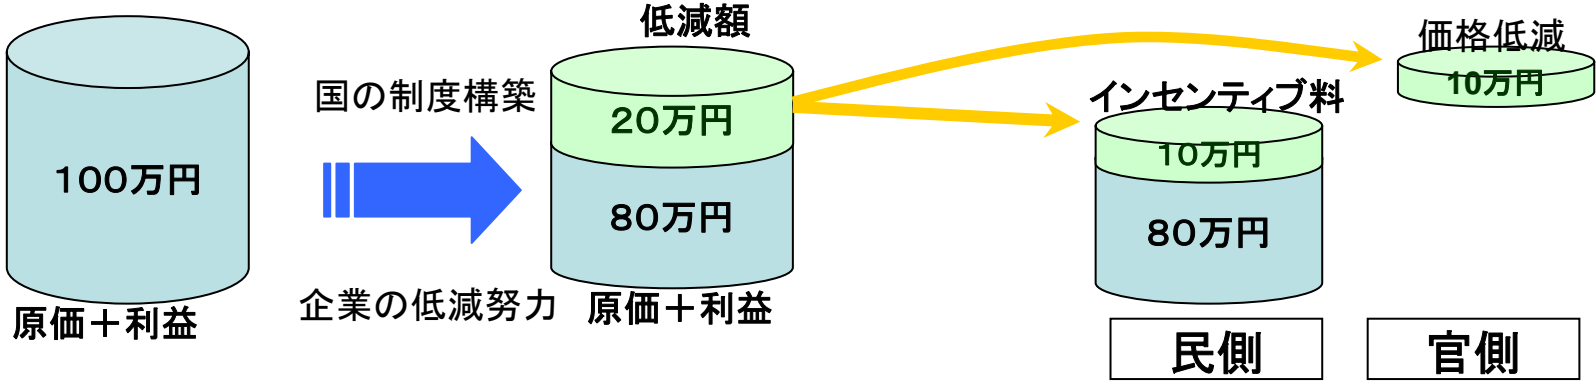 100万円
原価+利益
国の制度構築
企業の低減努力
低減額
20万円
80万円
原価+利益
インセンティブ料
10万円
80万円
民側
価格低減
10万円
官側